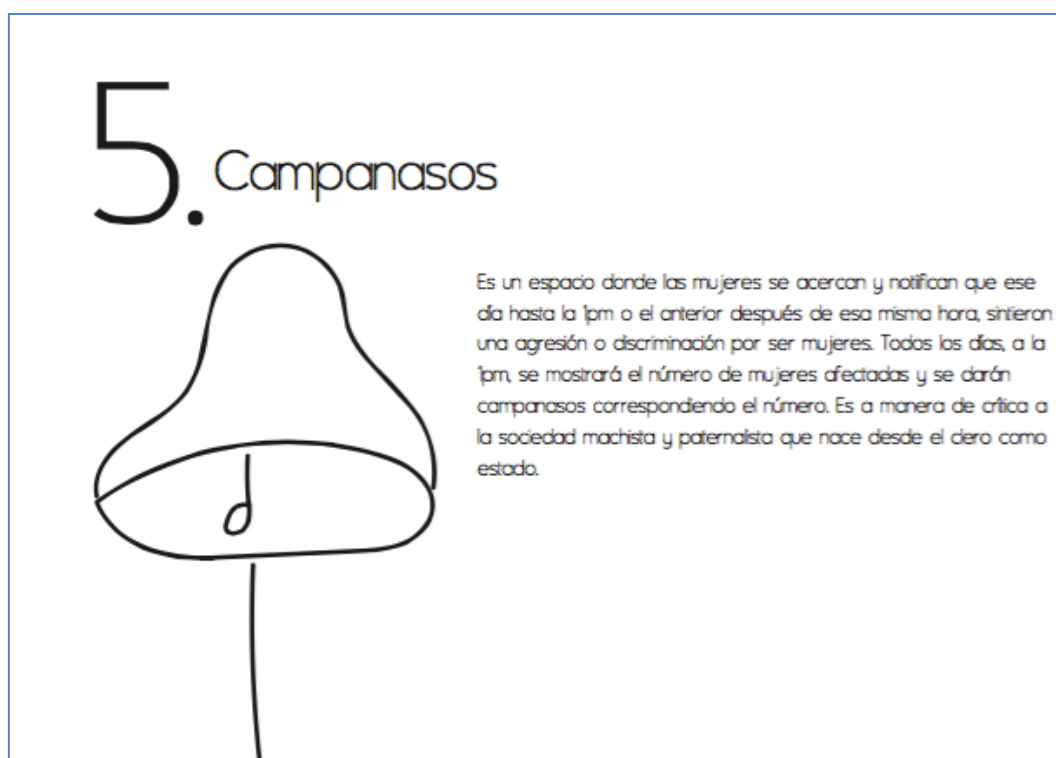 5. Campanasos
Es un espacio donde las mujeres se acercan y notifican que ese
día hasta la 1pm o el anterior después de esa misma hora, sintieron
una agresión o discriminación por ser mujeres. Todos los días, a la
1pm, se mostrará el número de mujeres afectadas y se darán
campanasos correspondiendo el número. Es a manera de crítica a
la sociedad machista y paternalista que nace desde el clero como
estado.